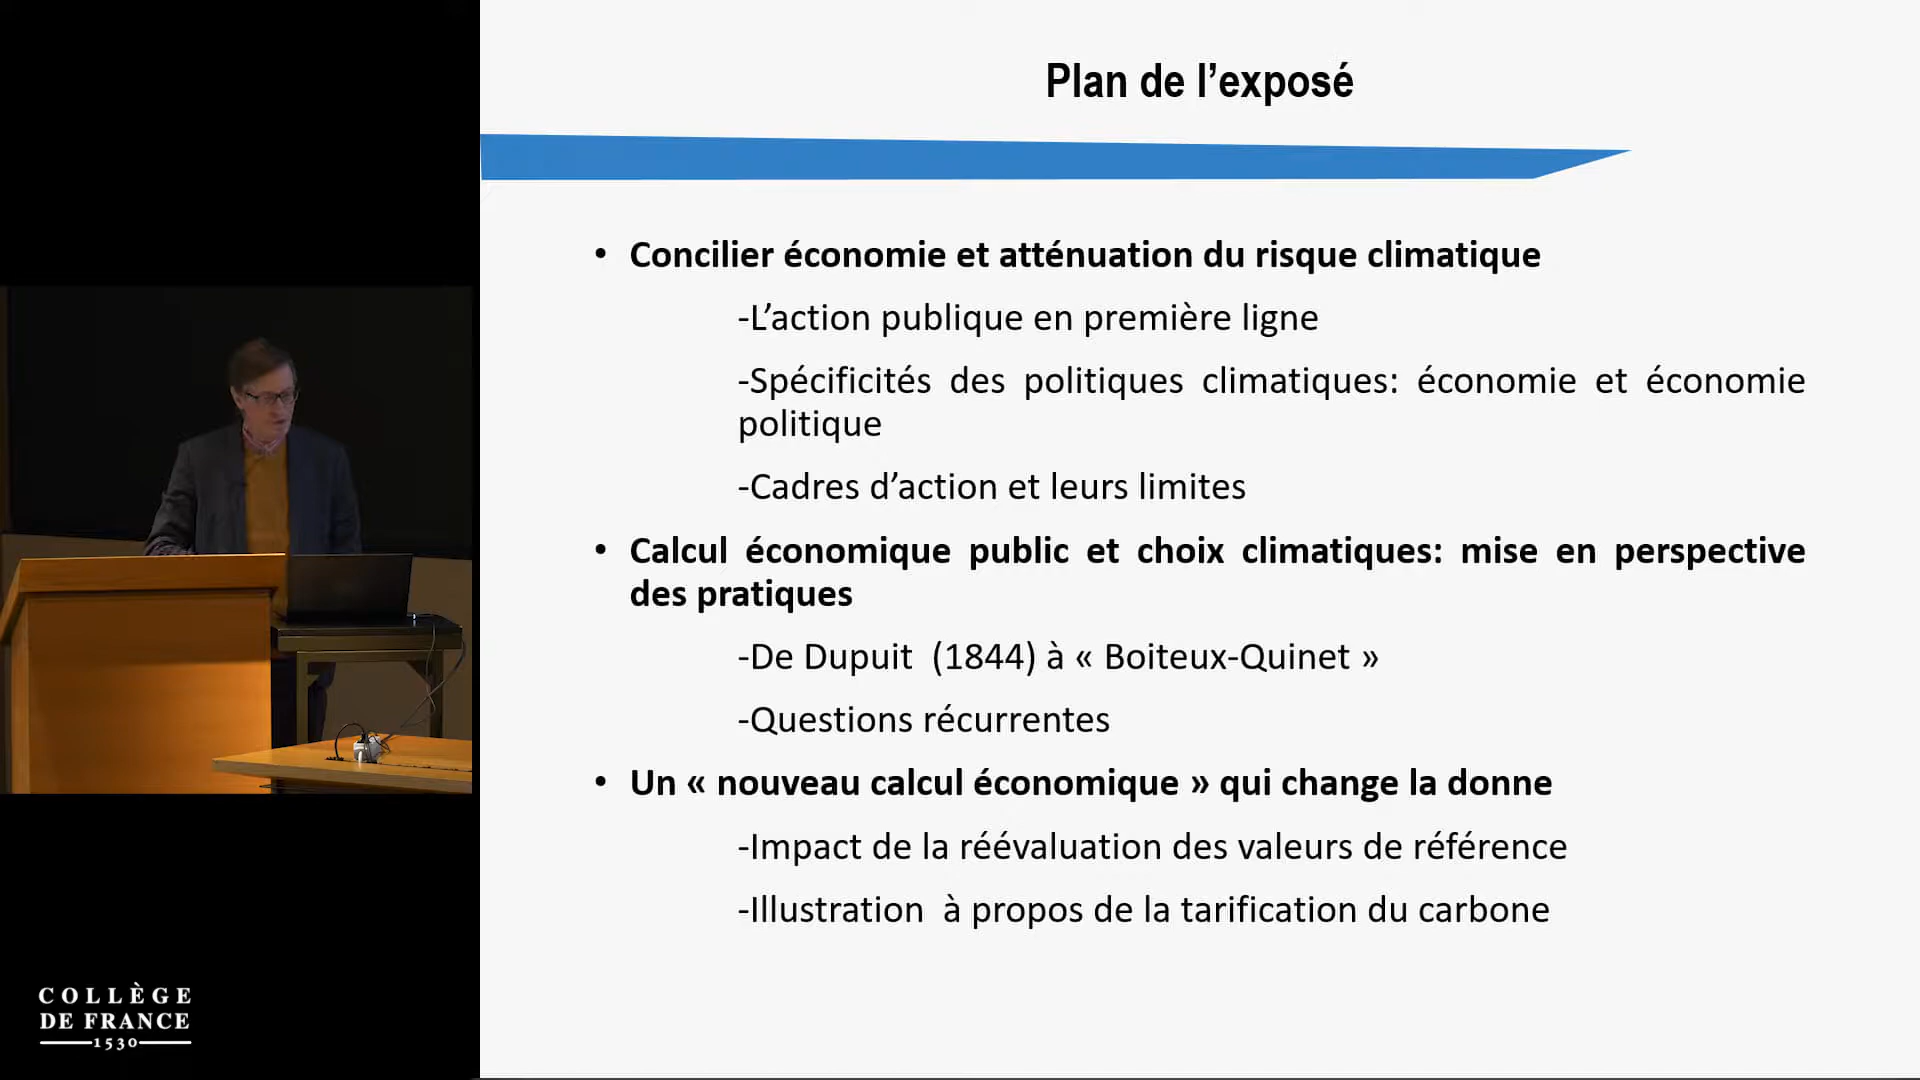 Plan de l’exposé
• Concilier économie et atténuation du risque climatique
-L’action publique en première ligne
-Spécificités des politiques climatiques: économie et économie
politique
-Cadres d’action et leurs limites
• Calcul économique public et choix climatiques: mise en perspective
des pratiques
-De Dupuit  (1844) à « Boiteux-Quinet »
-Questions récurrentes
• Un « nouveau calcul économique » qui change la donne
-Impact de la réévaluation des valeurs de référence
-Illustration  à propos de la tarification du carbone
COLLÈGE
DE FRANCE
1530